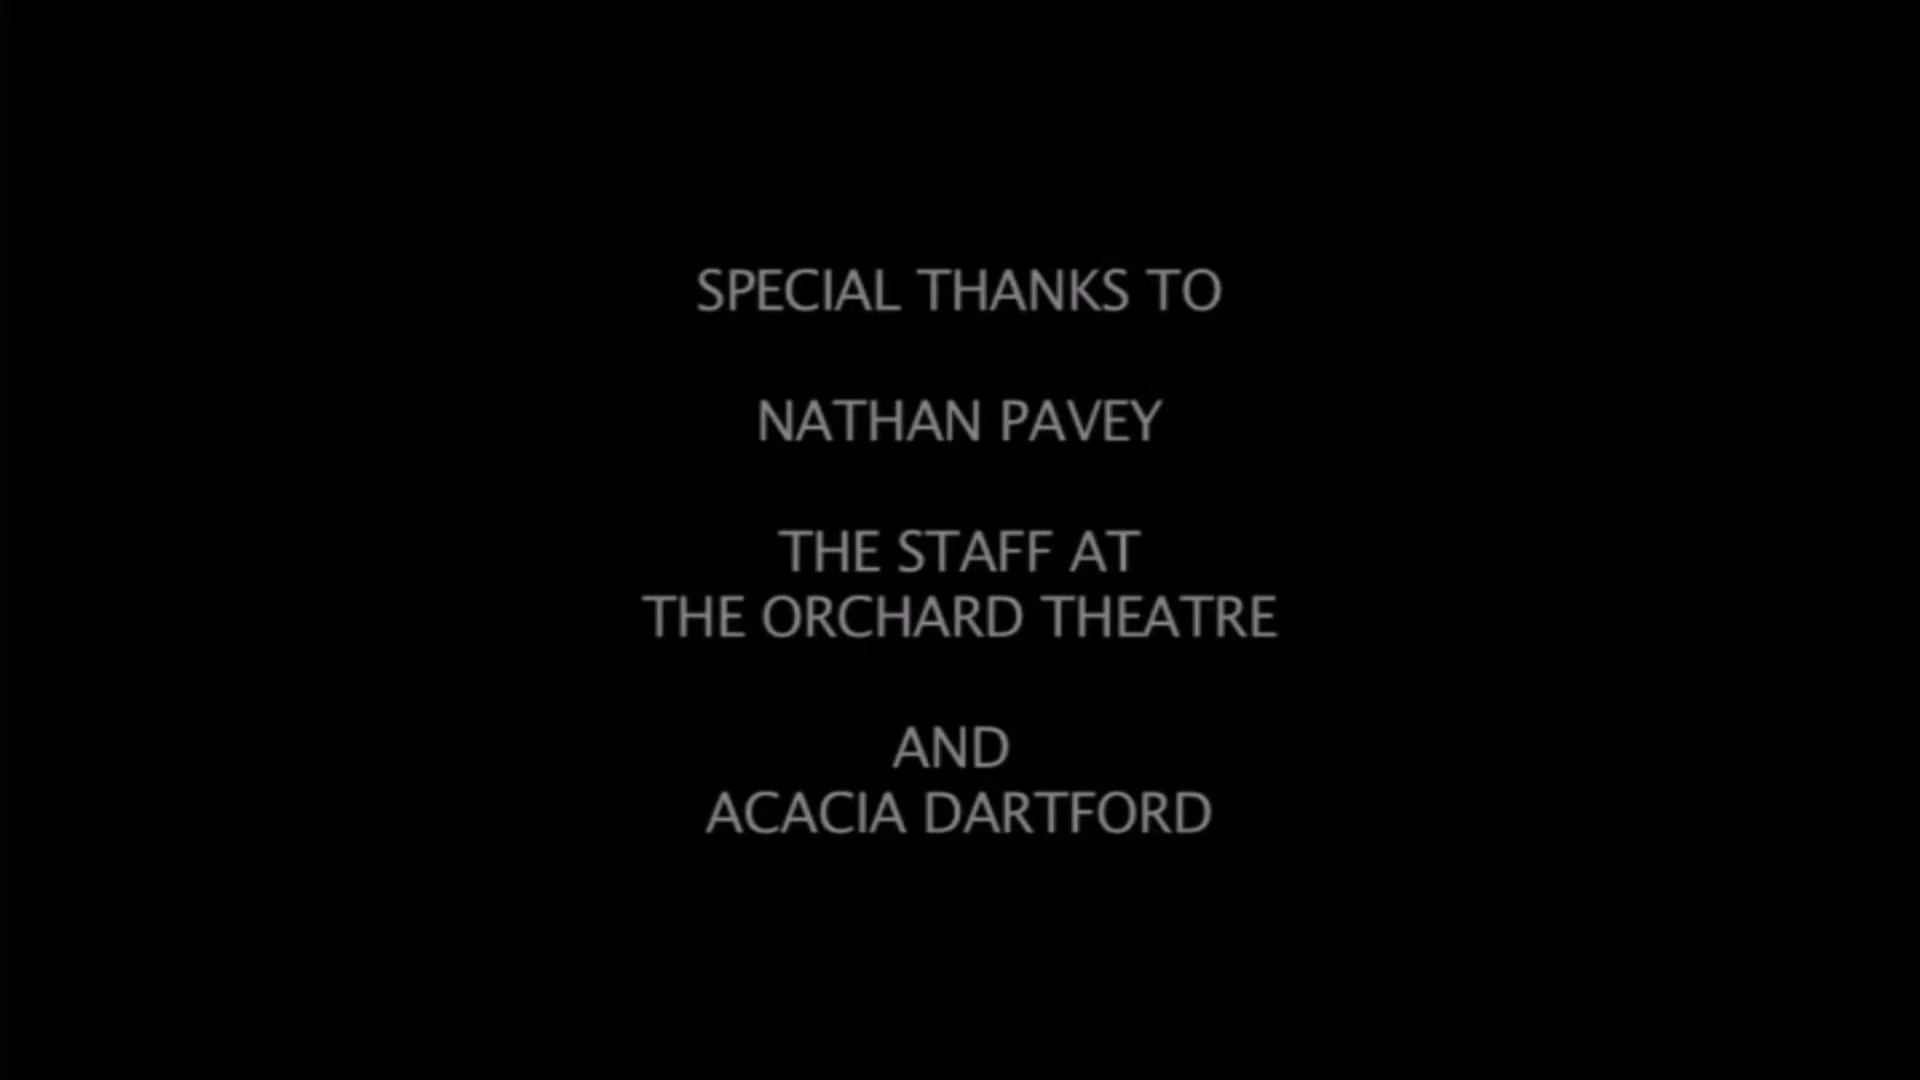 SPECIAL THANKS TO
NATHAN PAVEY
THE STAFF AT
THE ORCHARD THEATRE
AND
ACACIA DARTFORD